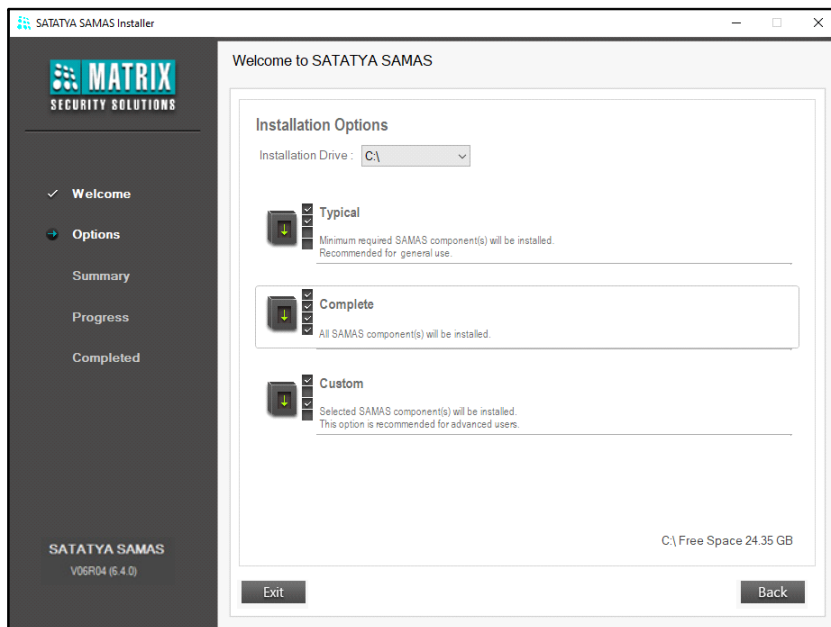 SATATYA SAMAS Installer
MATRIX
SECURITY SOLUTIONS
Welcome
Options
Summary
Progress
Completed
SATATYA SAMAS
V06R04 (6.4.0)
Welcome to SATATYA SAMAS
Installation Options
Installation Drive : C:\
Typical
Minimum required SAMAS component(s) will be installed.
Recommended for general use.
Complete
All SAMAS component(s) will be installed.
Custom
Selected SAMAS component(s) will be installed.
This option is recommended for advanced users.
C:\ Free Space 24.35 GB
Exit
Back